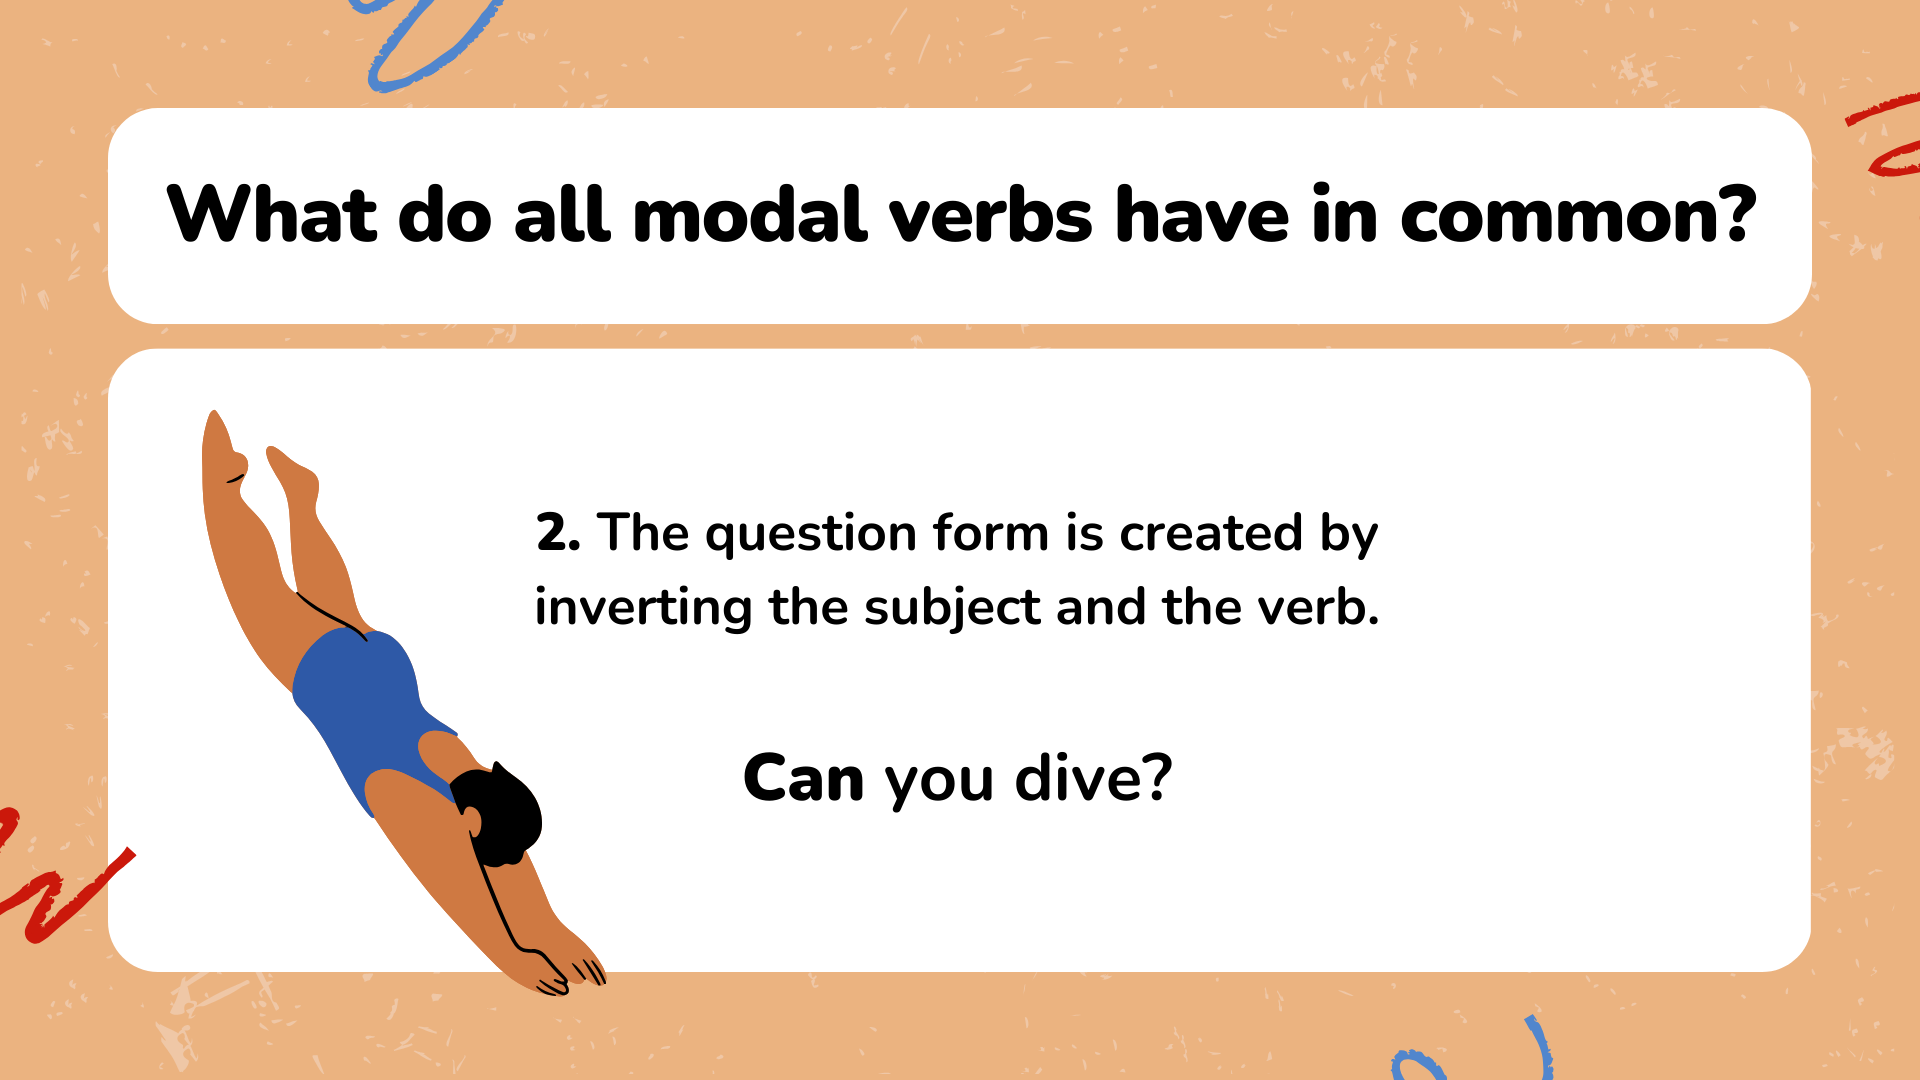 What do all modal verbs have in common?
2. The question form is created by
inverting the subject and the verb.
Can you dive?